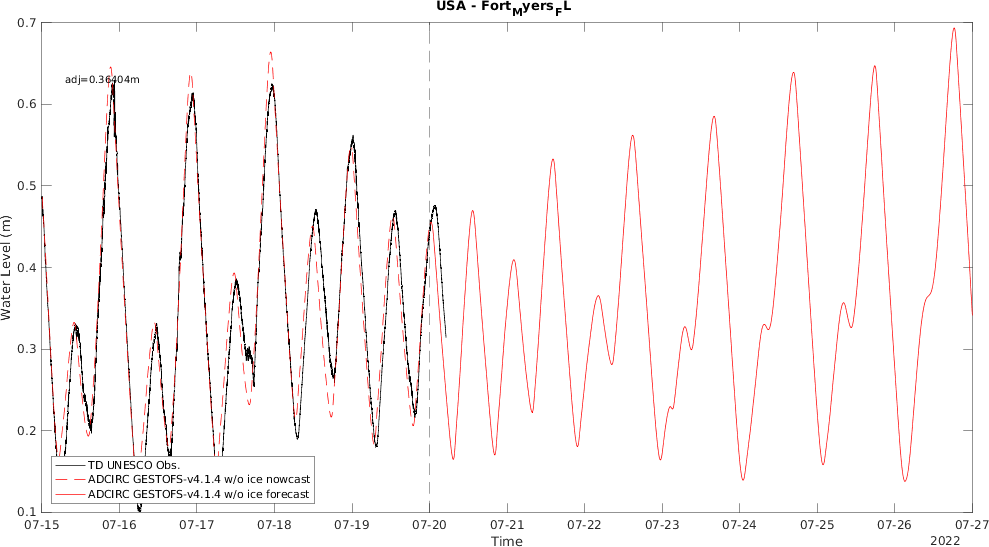 USA - Fort_Myers_FL
0.7
adj=0.36404m
0.6
0.5
0.4
0.3
0.2
0.1
Water Level (m)
TD UNESCO Obs.
ADCIRC GESTOFS-v4.1.4 w/o ice nowcast
ADCIRC GESTOFS-v4.1.4 w/o ice forecast
07-15 07-16 07-17 07-18 07-19 07-20 07-21 07-22 07-23 07-24 07-25 07-26 07-27
Time
2022